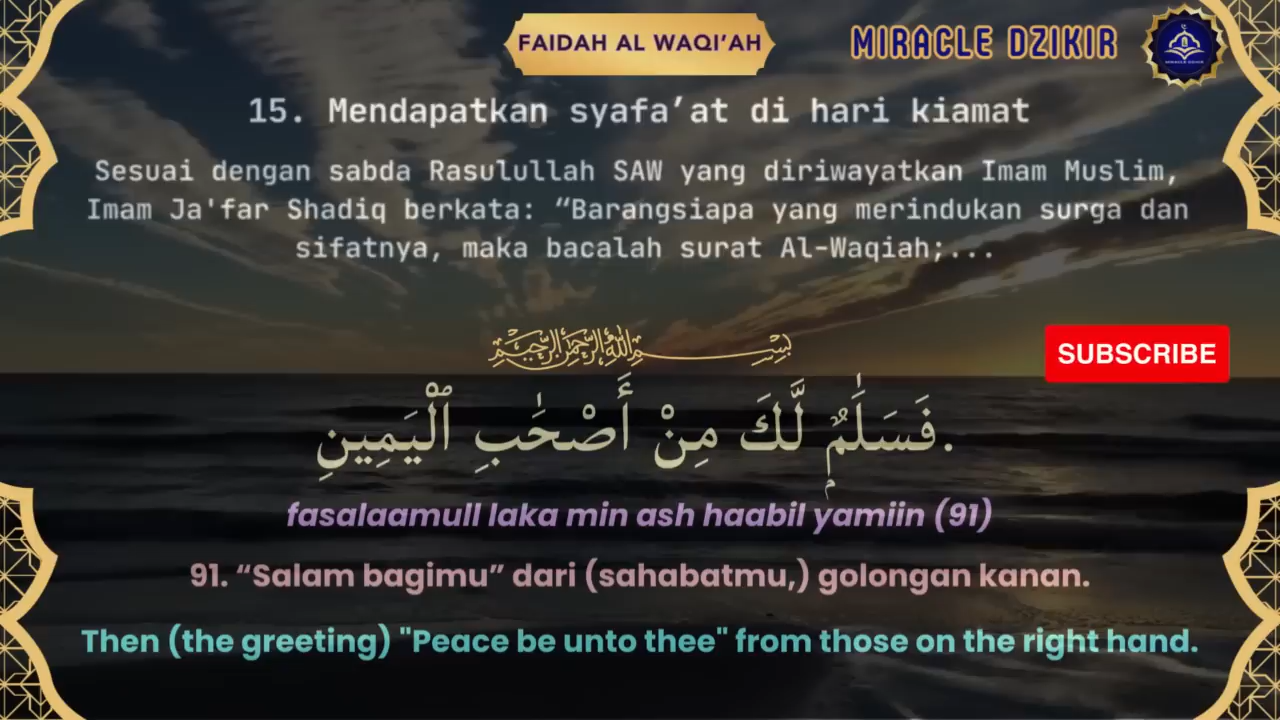 FAIDAH AL WAQI’AH
MIRACLE DZIKIR
MIRACLE DZIKIR
15. Mendapatkan syafa’at di hari kiamat
Sesuai dengan sabda Rasulullah SAW yang diriwayatkan Imam Muslim,
Imam Ja'far Shadiq berkata: “Barangsiapa yang merindukan surga dan
sifatnya, maka bacalah surat Al-Waqiah;...
بِسْمِ اللهِ الرَّحْمٰنِ الرَّحِيْمِ
SUBSCRIBE
فَسَلَٰمٌۭ لَّكَ مِنْ أَصْحَٰبِ ٱلْيَمِينِ.
fasalaamull laka min ash haabil yamiin (91)
91. “Salam bagimu” dari (sahabatmu,) golongan kanan.
Then (the greeting) "Peace be unto thee" from those on the right hand.